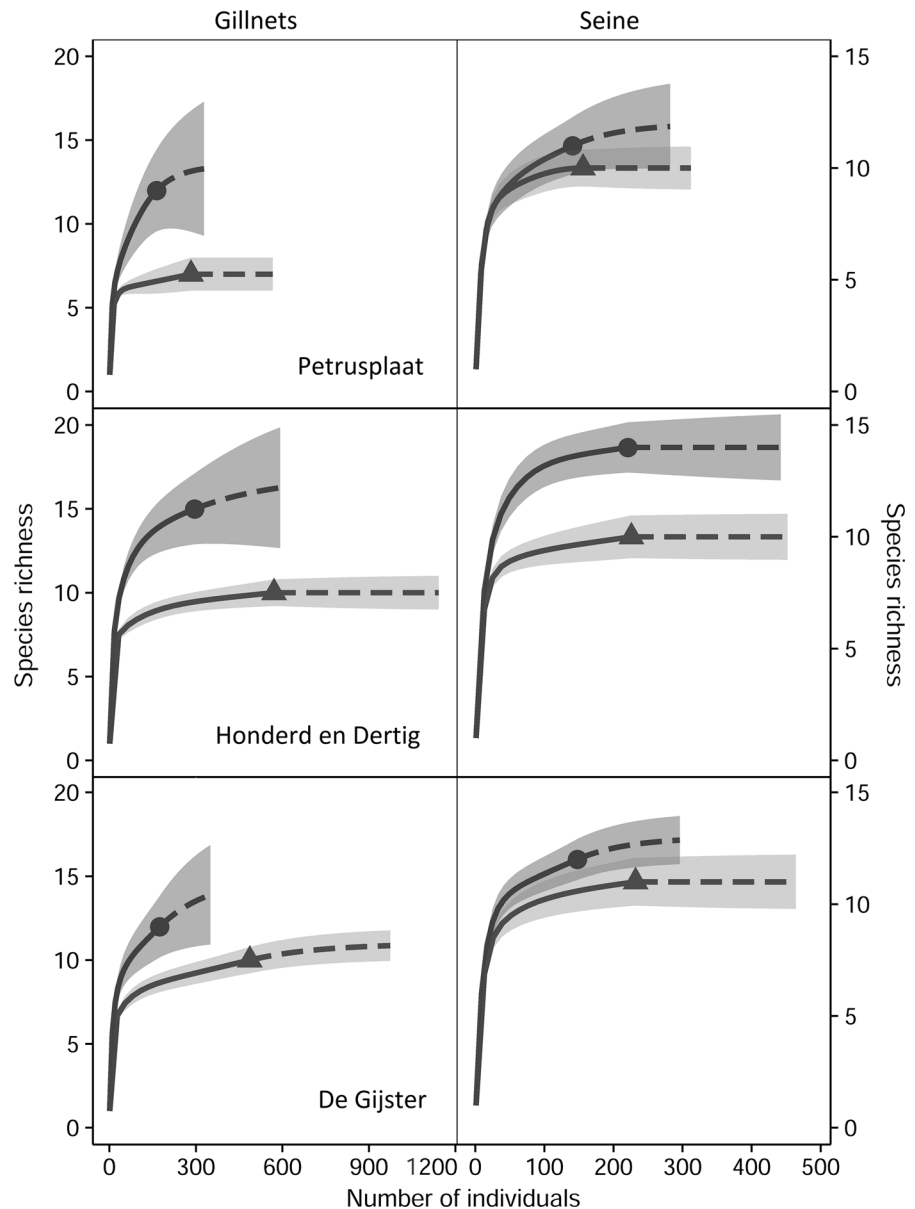 Gillnets Seine
20 15
15
10 10
5 5
Petrusplaat
0 0
20 15
15
10 10
5 5
Honderd en Dertig
0 0
Species richness Species richness
20 15
15
10 10
5 5
De Gijster
0 0
0 300 600 900 1200 0 100 200 300 400 500
Number of individuals